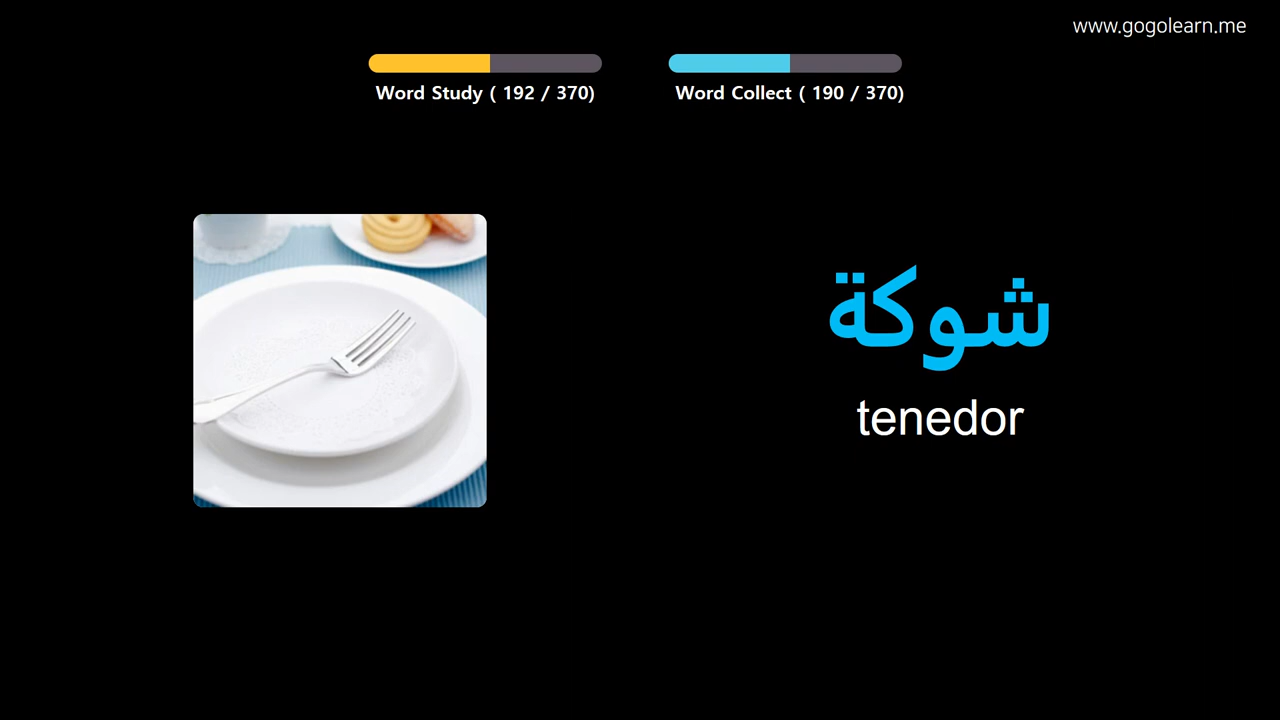 www.gogolearn.me
Word Study ( 192 / 370)
Word Collect ( 190 / 370)
شوكة
tenedor